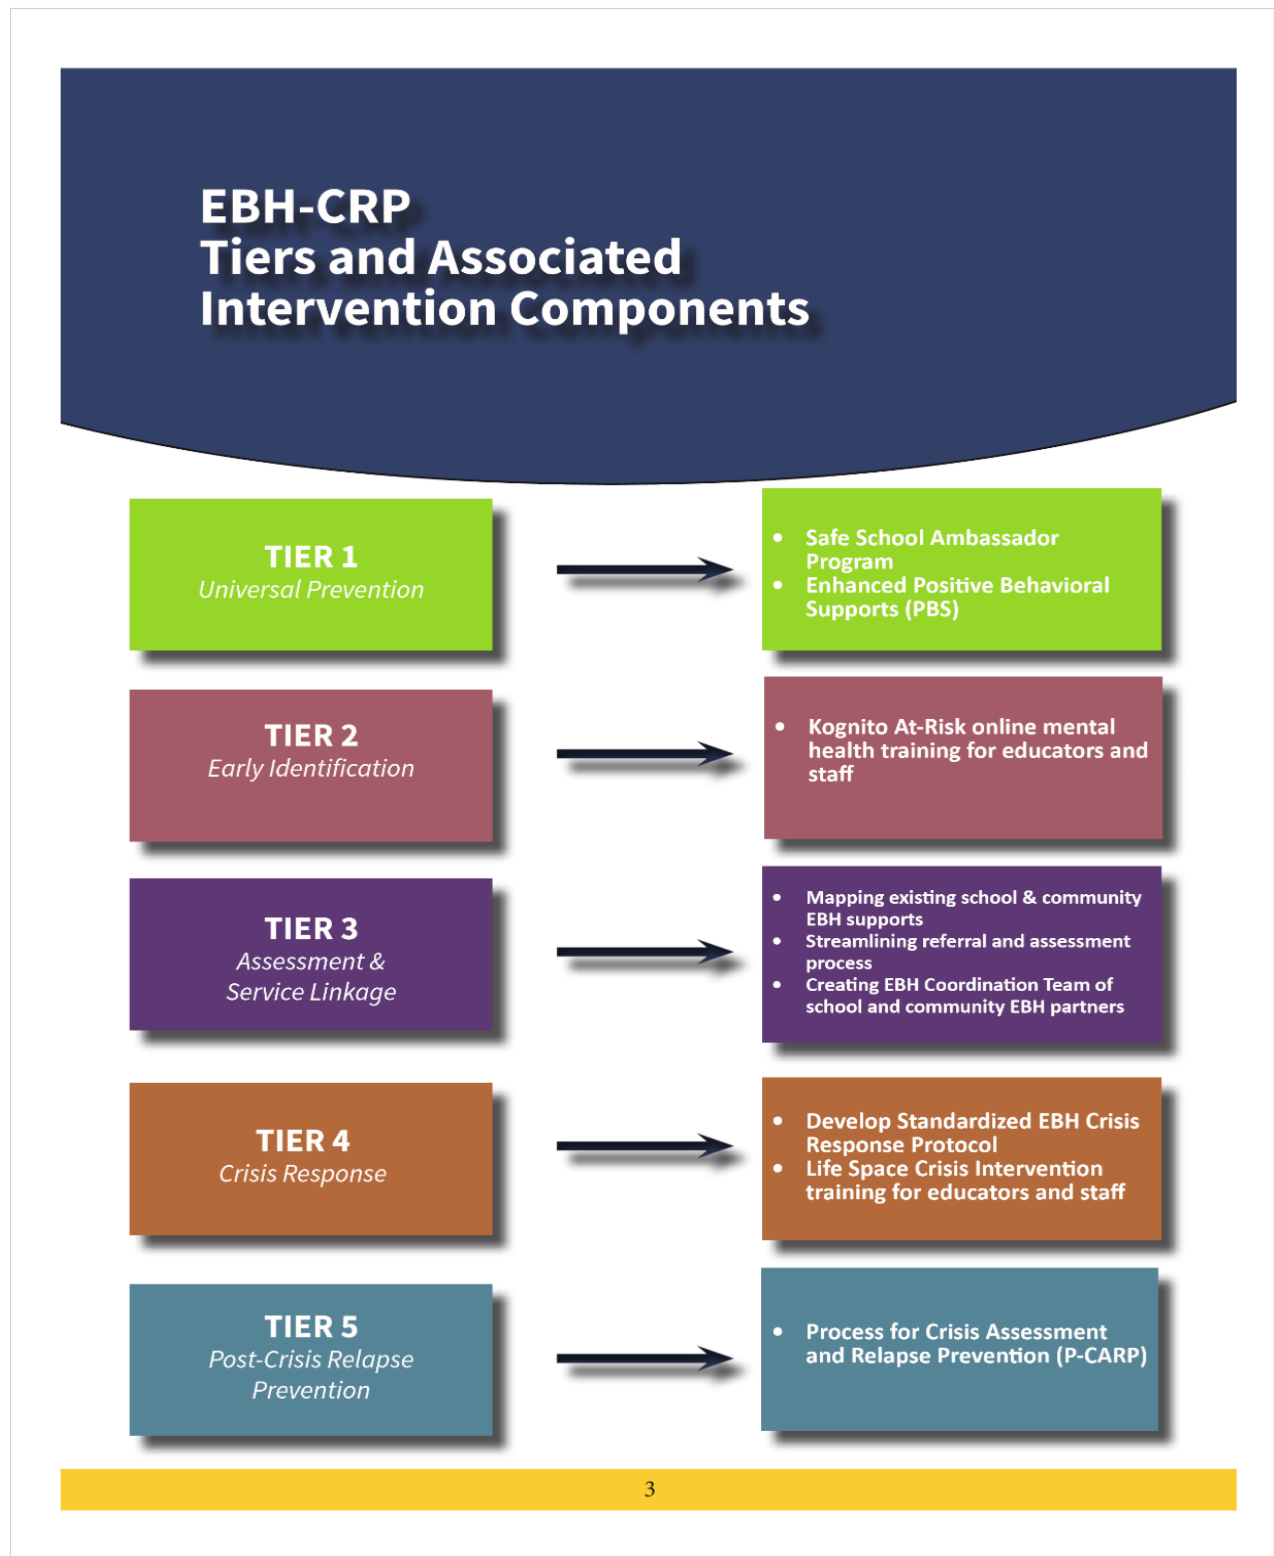 EBH-CRP
Tiers and Associated
Intervention Components
TIER 1
Universal Prevention
• Safe School Ambassador
Program
• Enhanced Positive Behavioral
Supports (PBS)
TIER 2
Early Identification
• Kognito At-Risk online mental
health training for educators and
staff
TIER 3
Assessment &
Service Linkage
• Mapping existing school & community
EBH supports
• Streamlining referral and assessment
process
• Creating EBH Coordination Team of
school and community EBH partners
TIER 4
Crisis Response
• Develop Standardized EBH Crisis
Response Protocol
• Life Space Crisis Intervention
training for educators and staff
TIER 5
Post-Crisis Relapse
Prevention
• Process for Crisis Assessment
and Relapse Prevention (P-CARP)
3